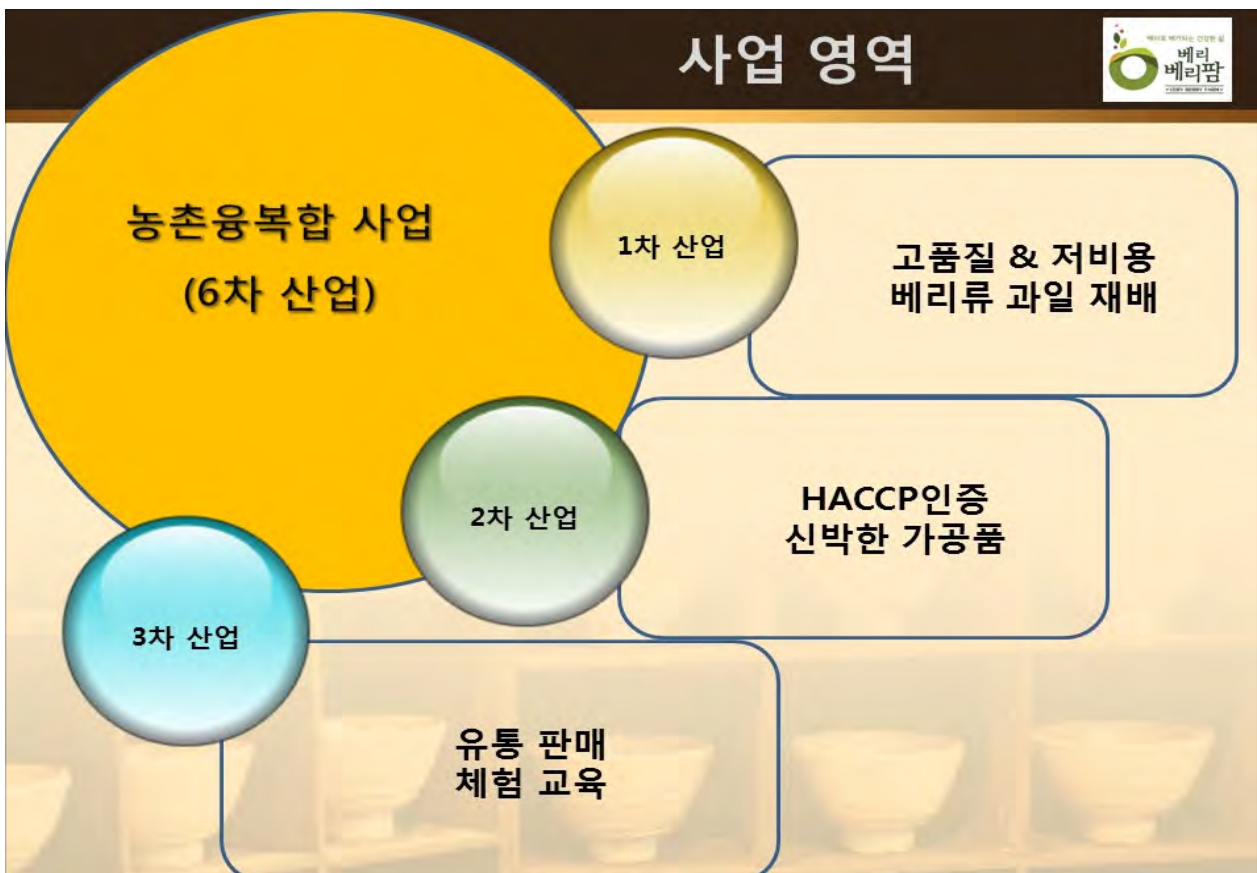 사업 영역
베리
베리팜
VERY BERRY FARM
농촌융복합 사업
(6차 산업)
1차 산업
고품질 & 저비용
베리류 과일 재배
2차 산업
HACCP인증
신박한 가공품
3차 산업
유통 판매
체험 교육